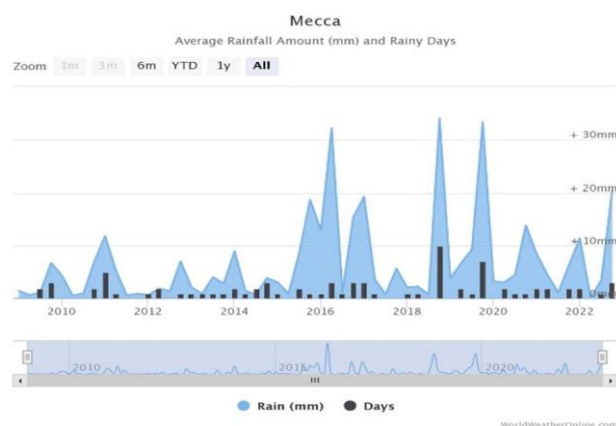 Mecca
Average Rainfall Amount (mm) and Rainy Days
Zoom 1m 3m 6m YTD 1y All
+ 30mm
+ 20mm
+ 10mm
0mm
2010 2012 2014 2016 2018 2020 2022
2010 2015 2020
Rain (mm) Days
WorldWeatherOnline.com